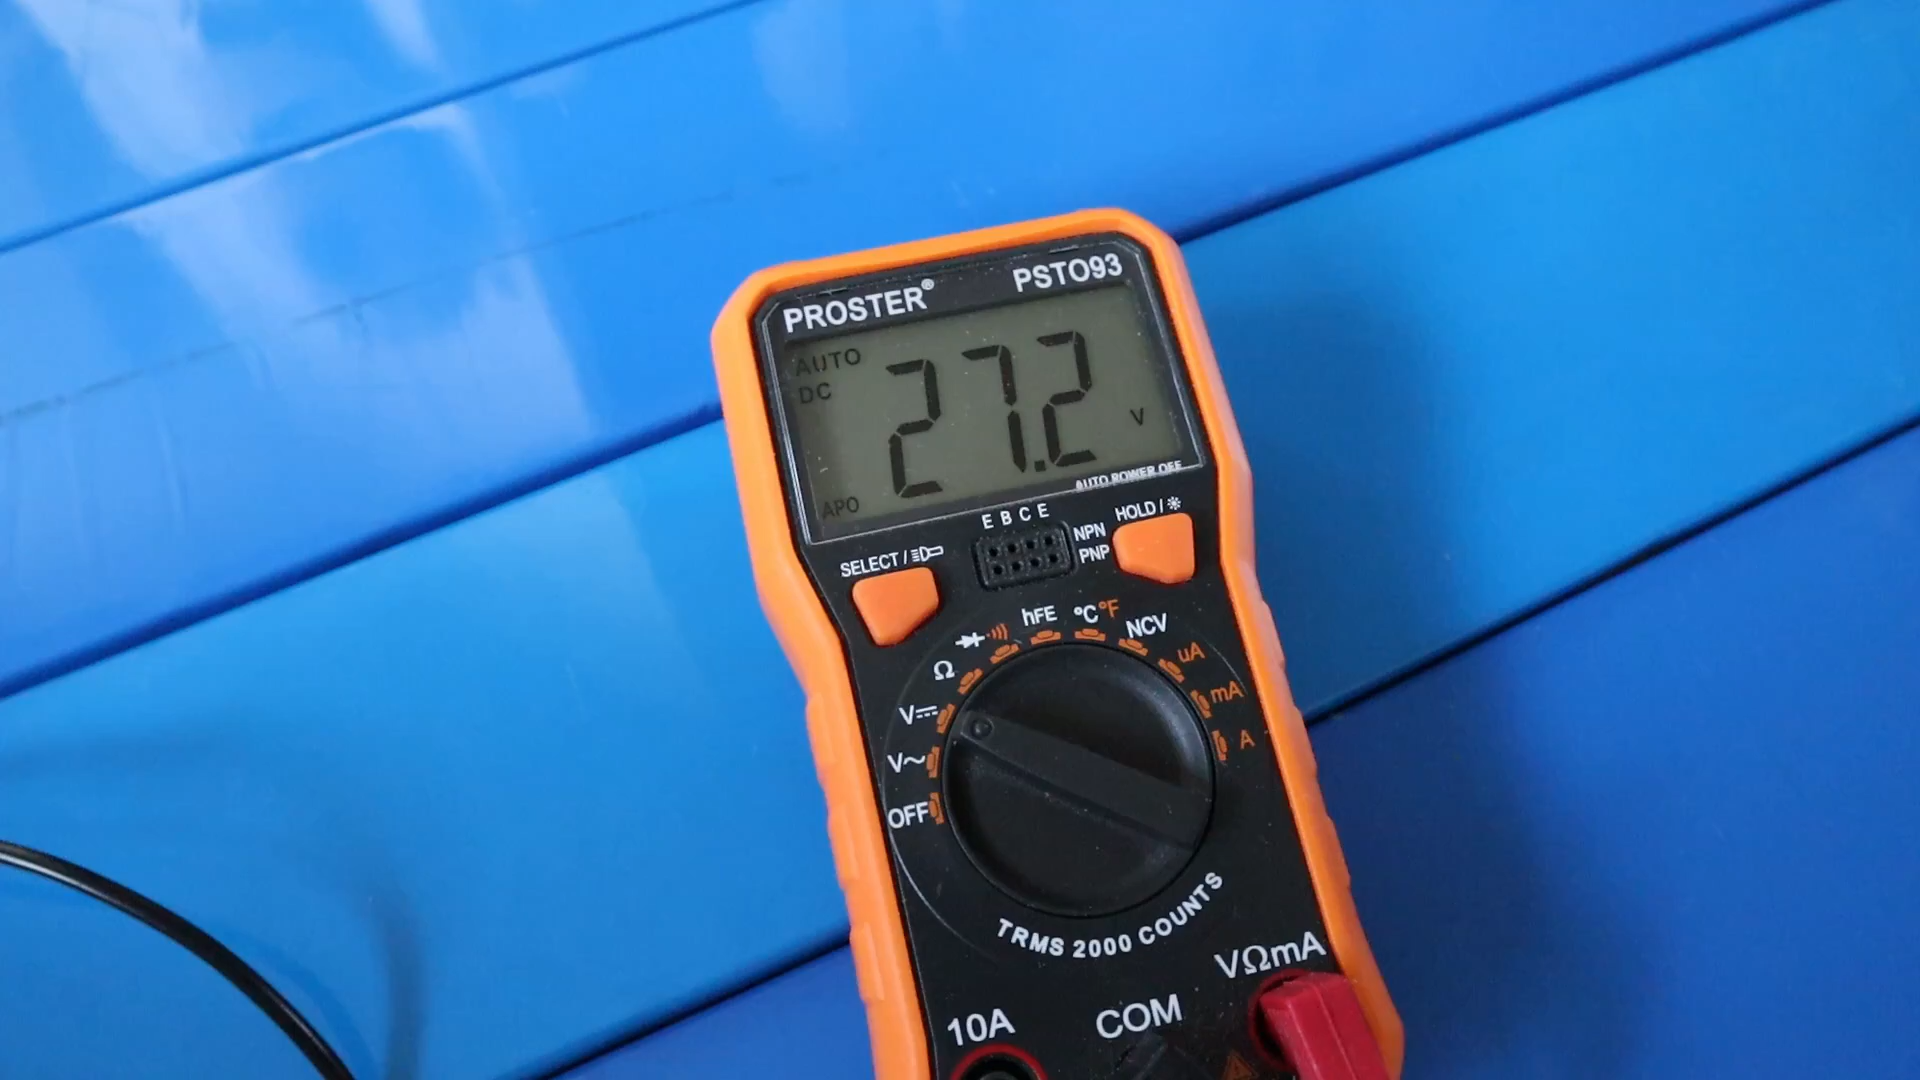 PROSTER® PSTO93
AUTO
DC
27.2 V
APO
AUTO POWER OFF
E B C E
NPN
PNP
HOLD /
SELECT /
hFE
°C °F
NCV
uA
mA
A
Ω
V
V~
OFF
TRMS 2000 COUNTS
VΩmA
COM
10A